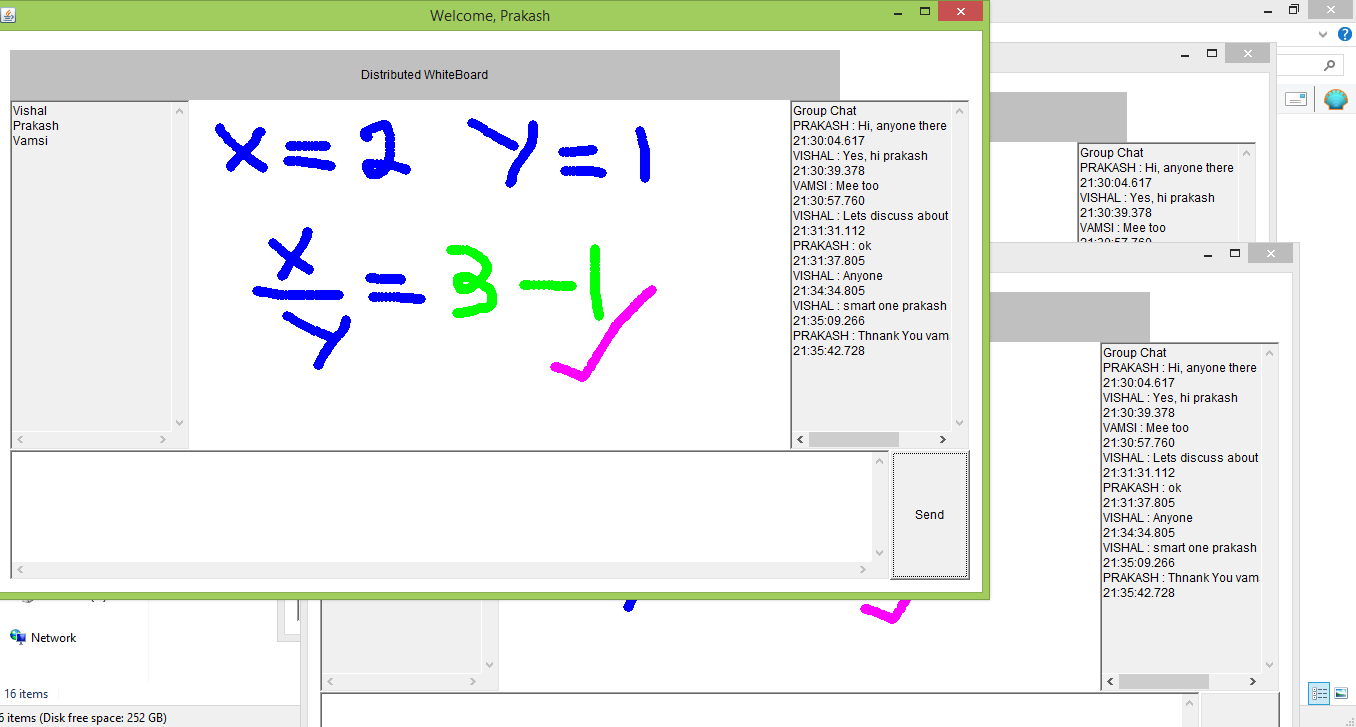 Welcome, Prakash
Distributed WhiteBoard
Vishal
Prakash
Vamsi
x = 2 y = 1
x
y
= 3 - 1
Group Chat
PRAKASH : Hi, anyone there
21:30:04.617
VISHAL : Yes, hi prakash
21:30:39.378
VAMSI : Mee too
21:30:57.760
VISHAL : Lets discuss about
21:31:31.112
PRAKASH : ok
21:31:37.805
VISHAL : Anyone
21:34:34.805
VISHAL : smart one prakash
21:35:09.266
PRAKASH : Thnank You vam
21:35:42.728
Send
Group Chat
PRAKASH : Hi, anyone there
21:30:04.617
VISHAL : Yes, hi prakash
21:30:39.378
VAMSI : Mee too
21:30:57.760
Group Chat
PRAKASH : Hi, anyone there
21:30:04.617
VISHAL : Yes, hi prakash
21:30:39.378
VAMSI : Mee too
21:30:57.760
VISHAL : Lets discuss about
21:31:31.112
PRAKASH : ok
21:31:37.805
VISHAL : Anyone
21:34:34.805
VISHAL : smart one prakash
21:35:09.266
PRAKASH : Thnank You vam
21:35:42.728
Network
16 items
6 items (Disk free space: 252 GB)